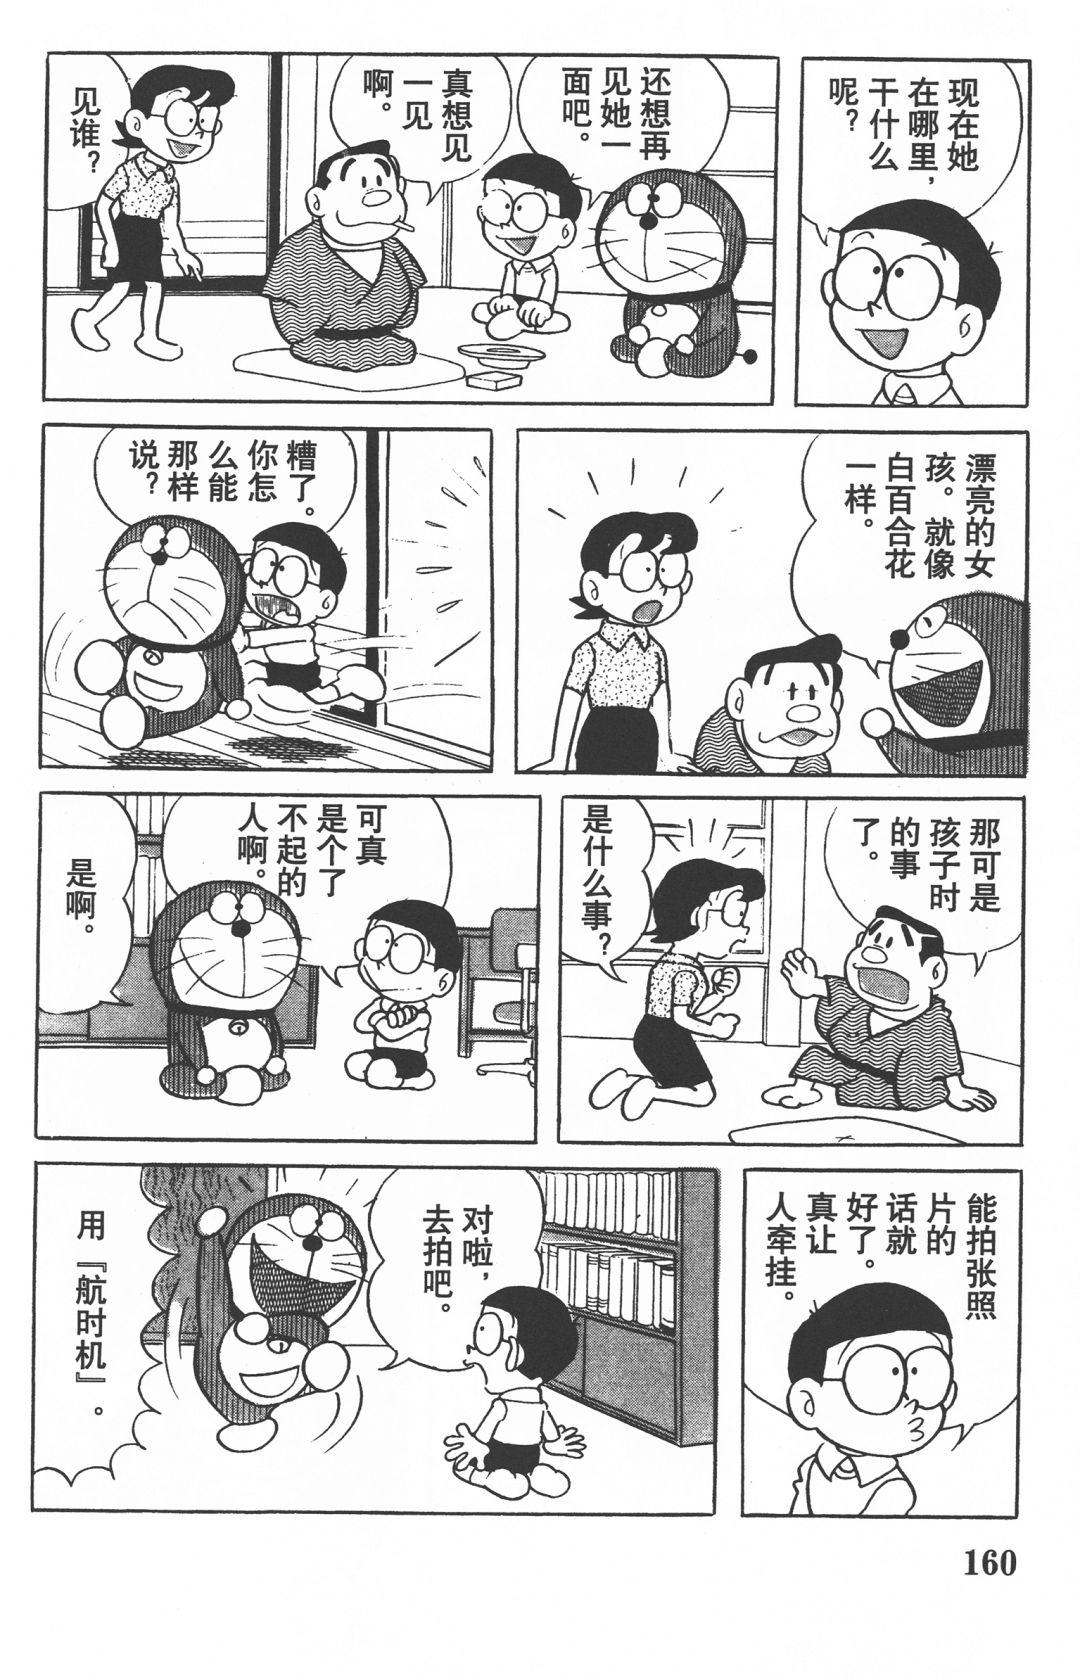 现在她
在哪里，
干什么
呢？
还想再
见她一
面吧。
真想见
一见
啊。
见谁？
漂亮的女
孩。就像
白百合花
一样。
糟了。
你怎
么能
那样
说？
那可是
孩子时
的事
了。
是什么事？
可真
是个了
不起的
人啊。
是啊。
能拍张照
片的
话就
好了。
真让
人牵挂。
对啦，
去拍吧。
用『航时机』。
160